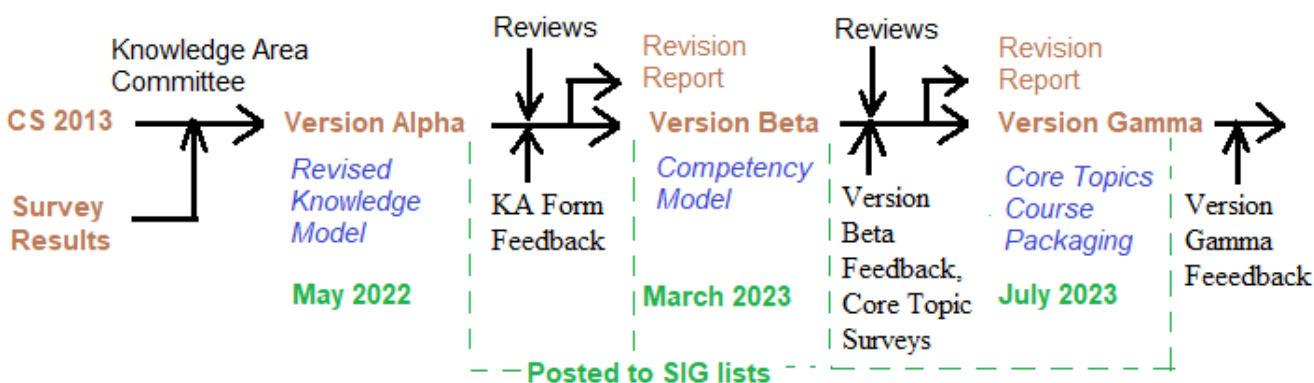 Knowledge Area
Committee
CS 2013
Survey
Results
Version Alpha
Revised
Knowledge
Model
May 2022
Reviews
KA Form
Feedback
Revision
Report
Version Beta
Competency
Model
March 2023
Reviews
Version
Beta
Feedback,
Core Topic
Surveys
Revision
Report
Version Gamma
Core Topics
Course
Packaging
July 2023
Version
Gamma
Feeedback
Posted to SIG lists